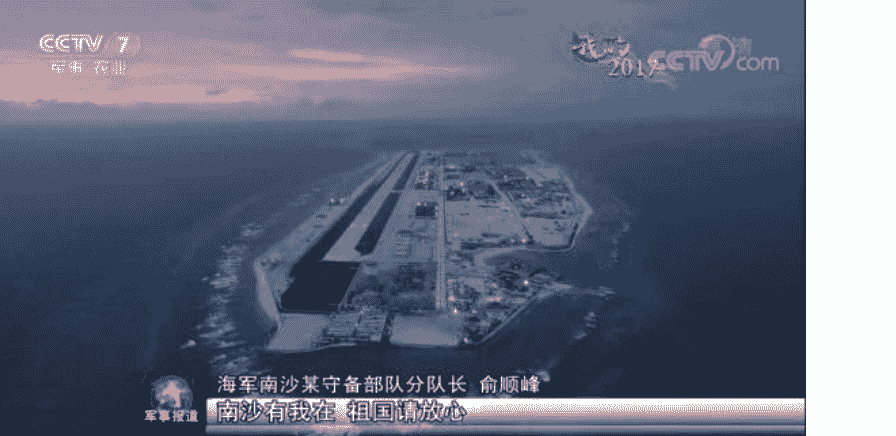 CCTV 7
军事 农业
2017
CCTV.com
海军南沙某守备部队分队长 俞顺峰
军事报道
南沙有我在 祖国请放心